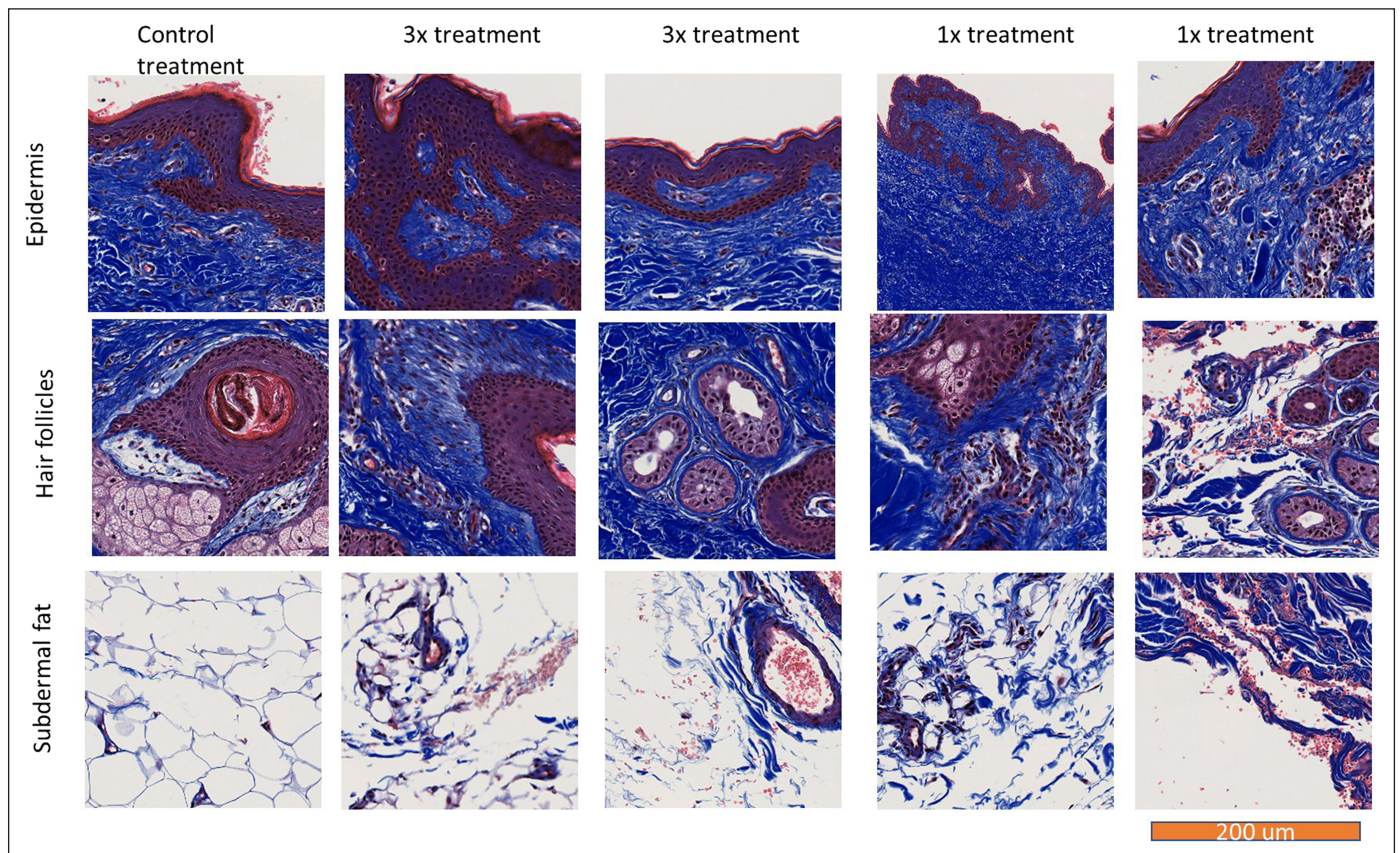 Control
treatment
3x treatment
3x treatment
1x treatment
1x treatment
Epidermis
Hair follicles
Subdermal fat
200 um